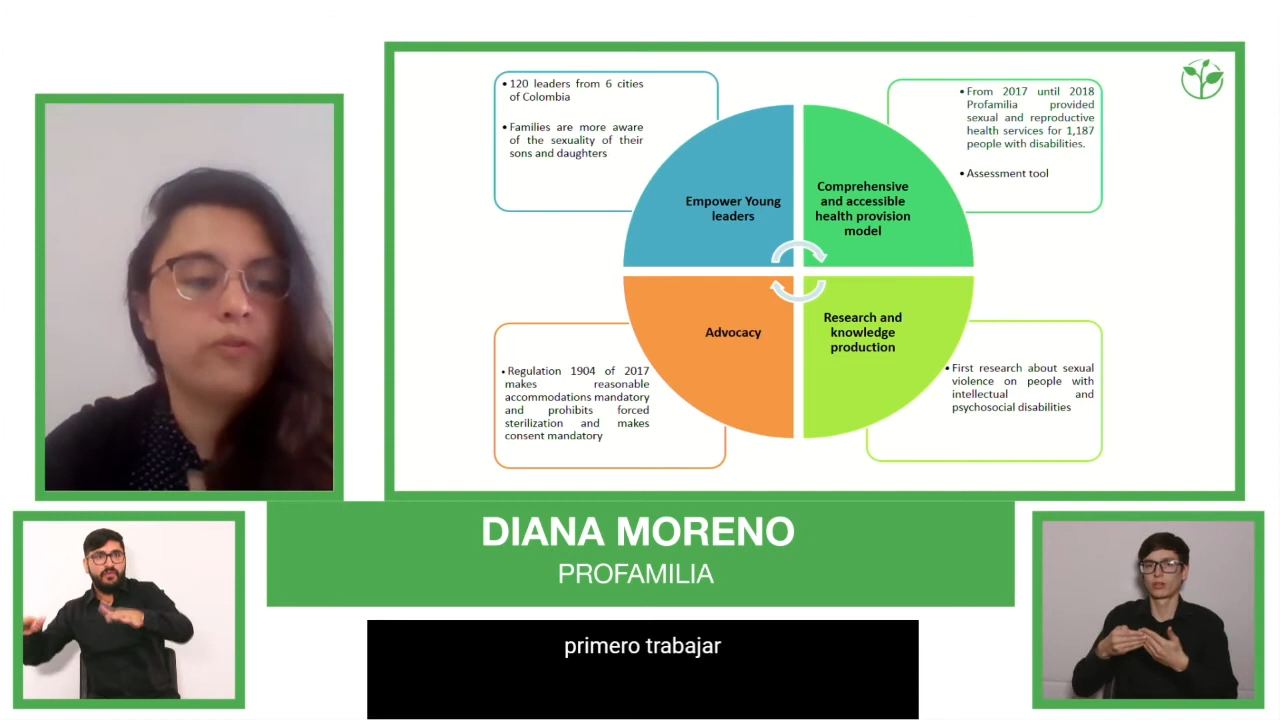 • 120 leaders from 6 cities
of Colombia
• Families are more aware
of the sexuality of their
sons and daughters
• From 2017 until 2018
Profamilia provided
sexual and reproductive
health services for 1,187
people with disabilities.
• Assessment tool
Empower Young
leaders
Comprehensive
and accessible
health provision
model
Advocacy
Research and
knowledge
production
• Regulation 1904 of 2017
makes reasonable
accommodations mandatory
and prohibits forced
sterilization and makes
consent mandatory
• First research about sexual
violence on people with
intellectual and
psychosocial disabilities
DIANA MORENO
PROFAMILIA
primero trabajar